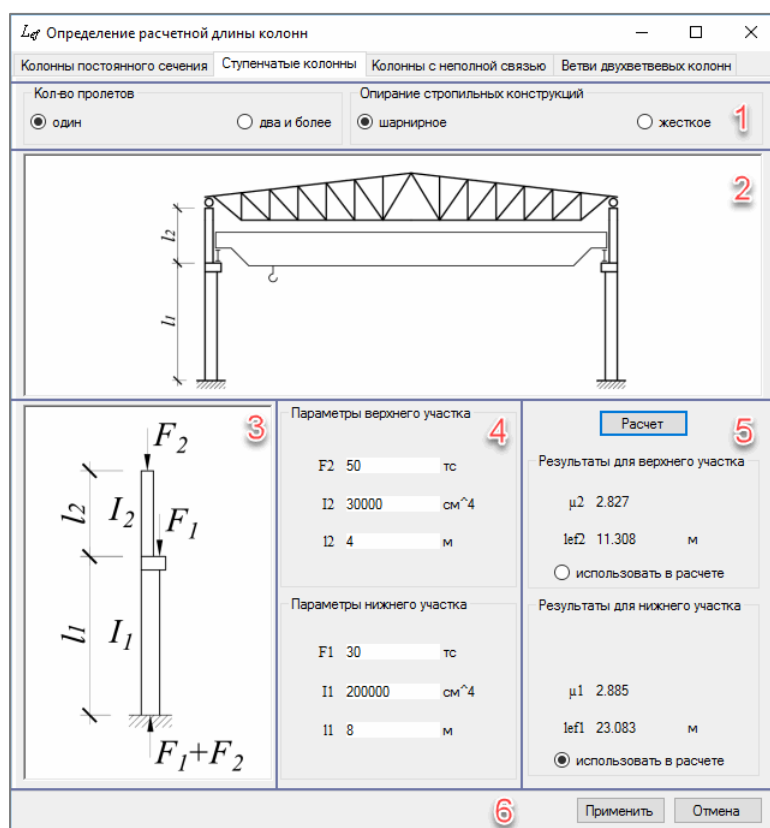 Lef Определение расчетной длины колонн
Колонны постоянного сечения Ступенчатые колонны Колонны с неполной связью Ветви двухветвевых колонн
Кол-во пролетов
один два и более
Опирание стропильных конструкций
шарнирное жесткое
1
2
l2
l1
3
F2
l2 I2 F1
l1 I1
F1+F2
4
Параметры верхнего участка
F2 50 тс
I2 30000 см^4
l2 4 м
Параметры нижнего участка
F1 30 тс
I1 200000 см^4
l1 8 м
5
Расчет
Результаты для верхнего участка
μ2 2.827
lef2 11.308 м
использовать в расчете
Результаты для нижнего участка
μ1 2.885
lef1 23.083 м
использовать в расчете
6
Применить Отмена